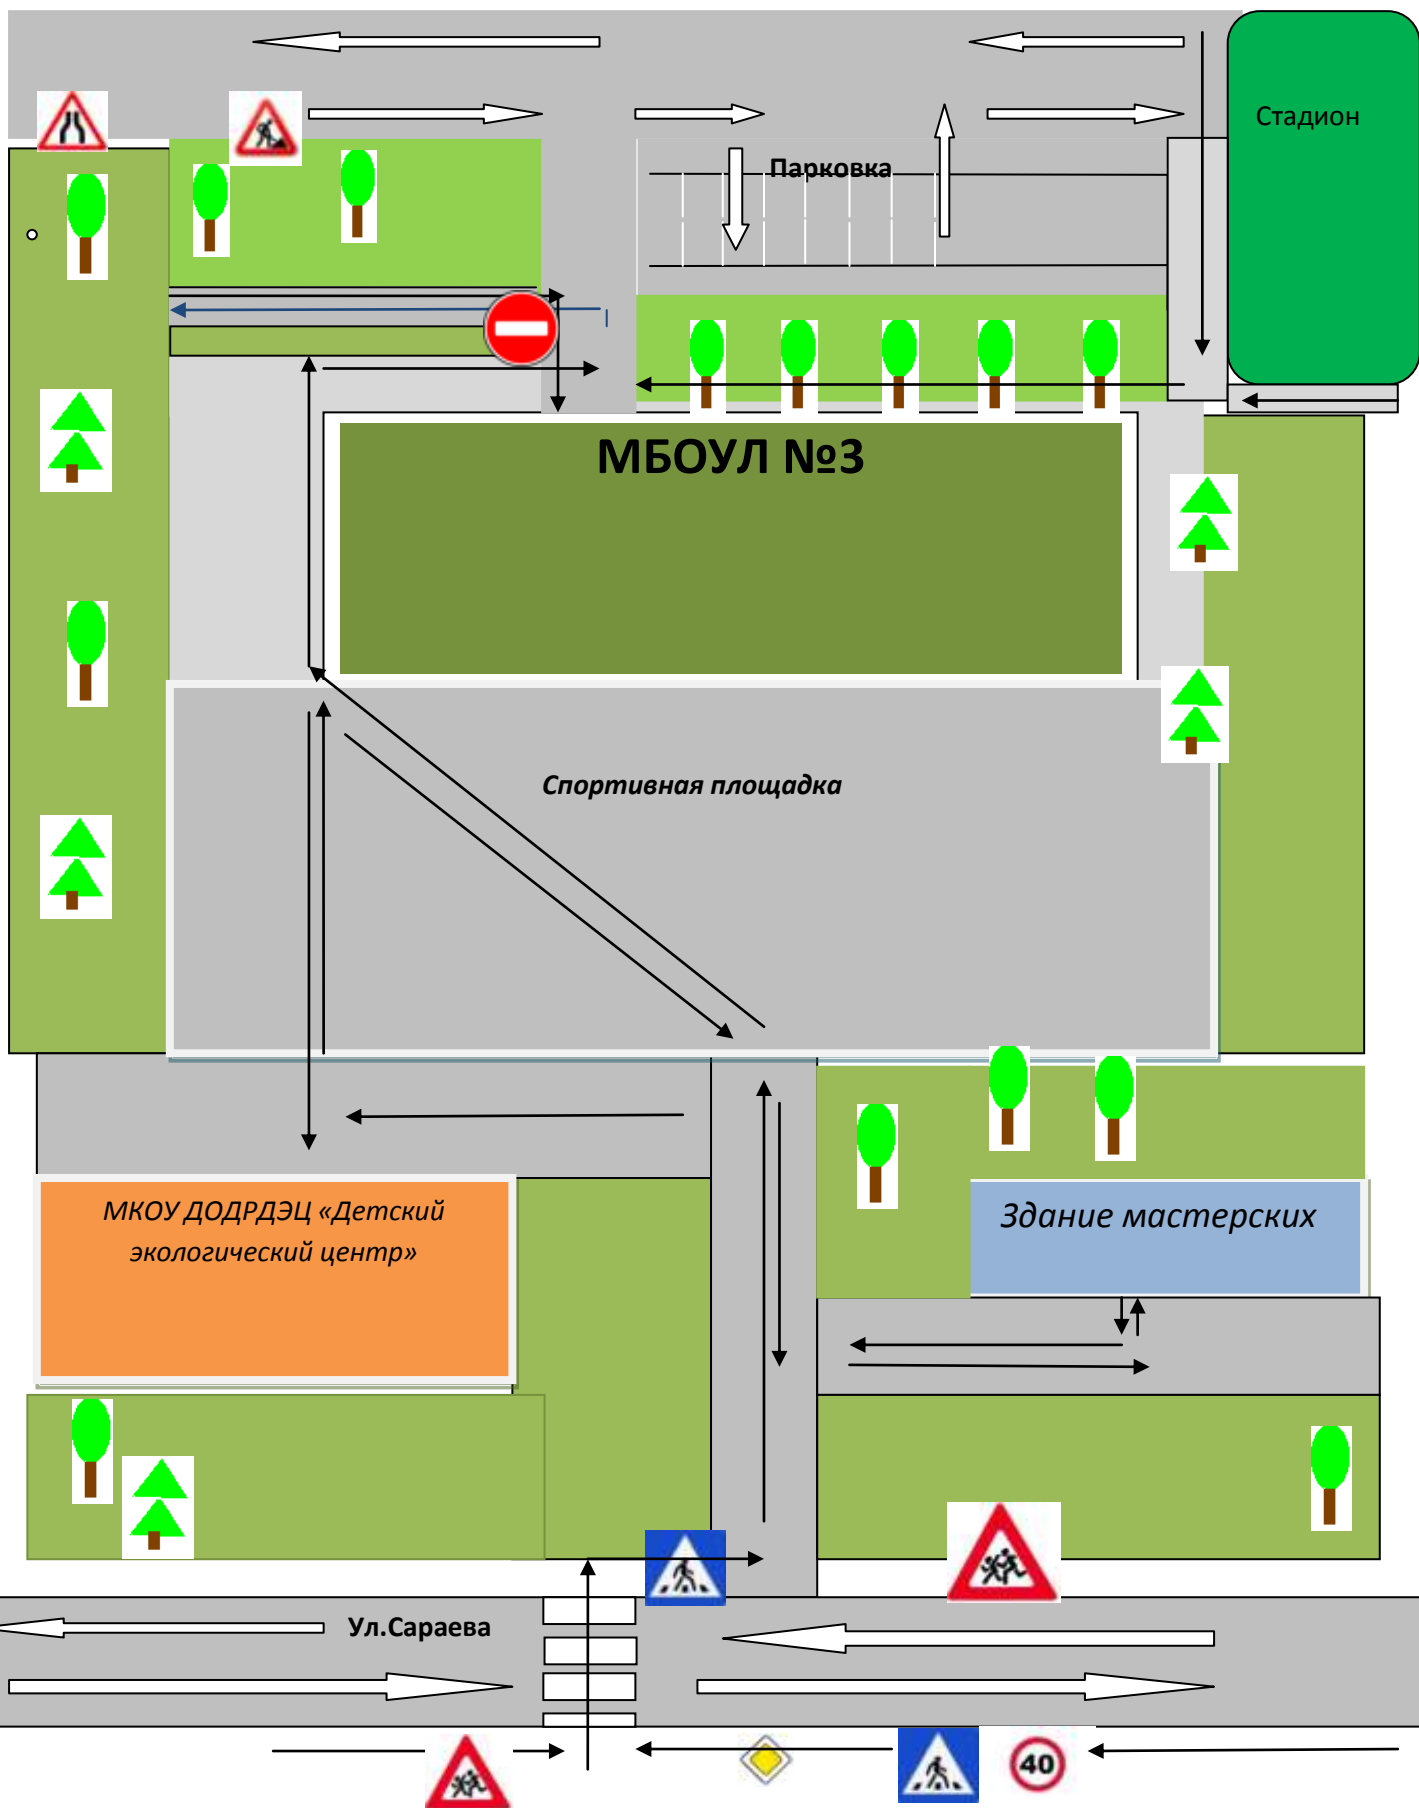 Стадион
Парковка
МБОУЛ №3
Спортивная площадка
МКОУ ДОДРДЭЦ «Детский
экологический центр»
Здание мастерских
Ул.Сараева
40